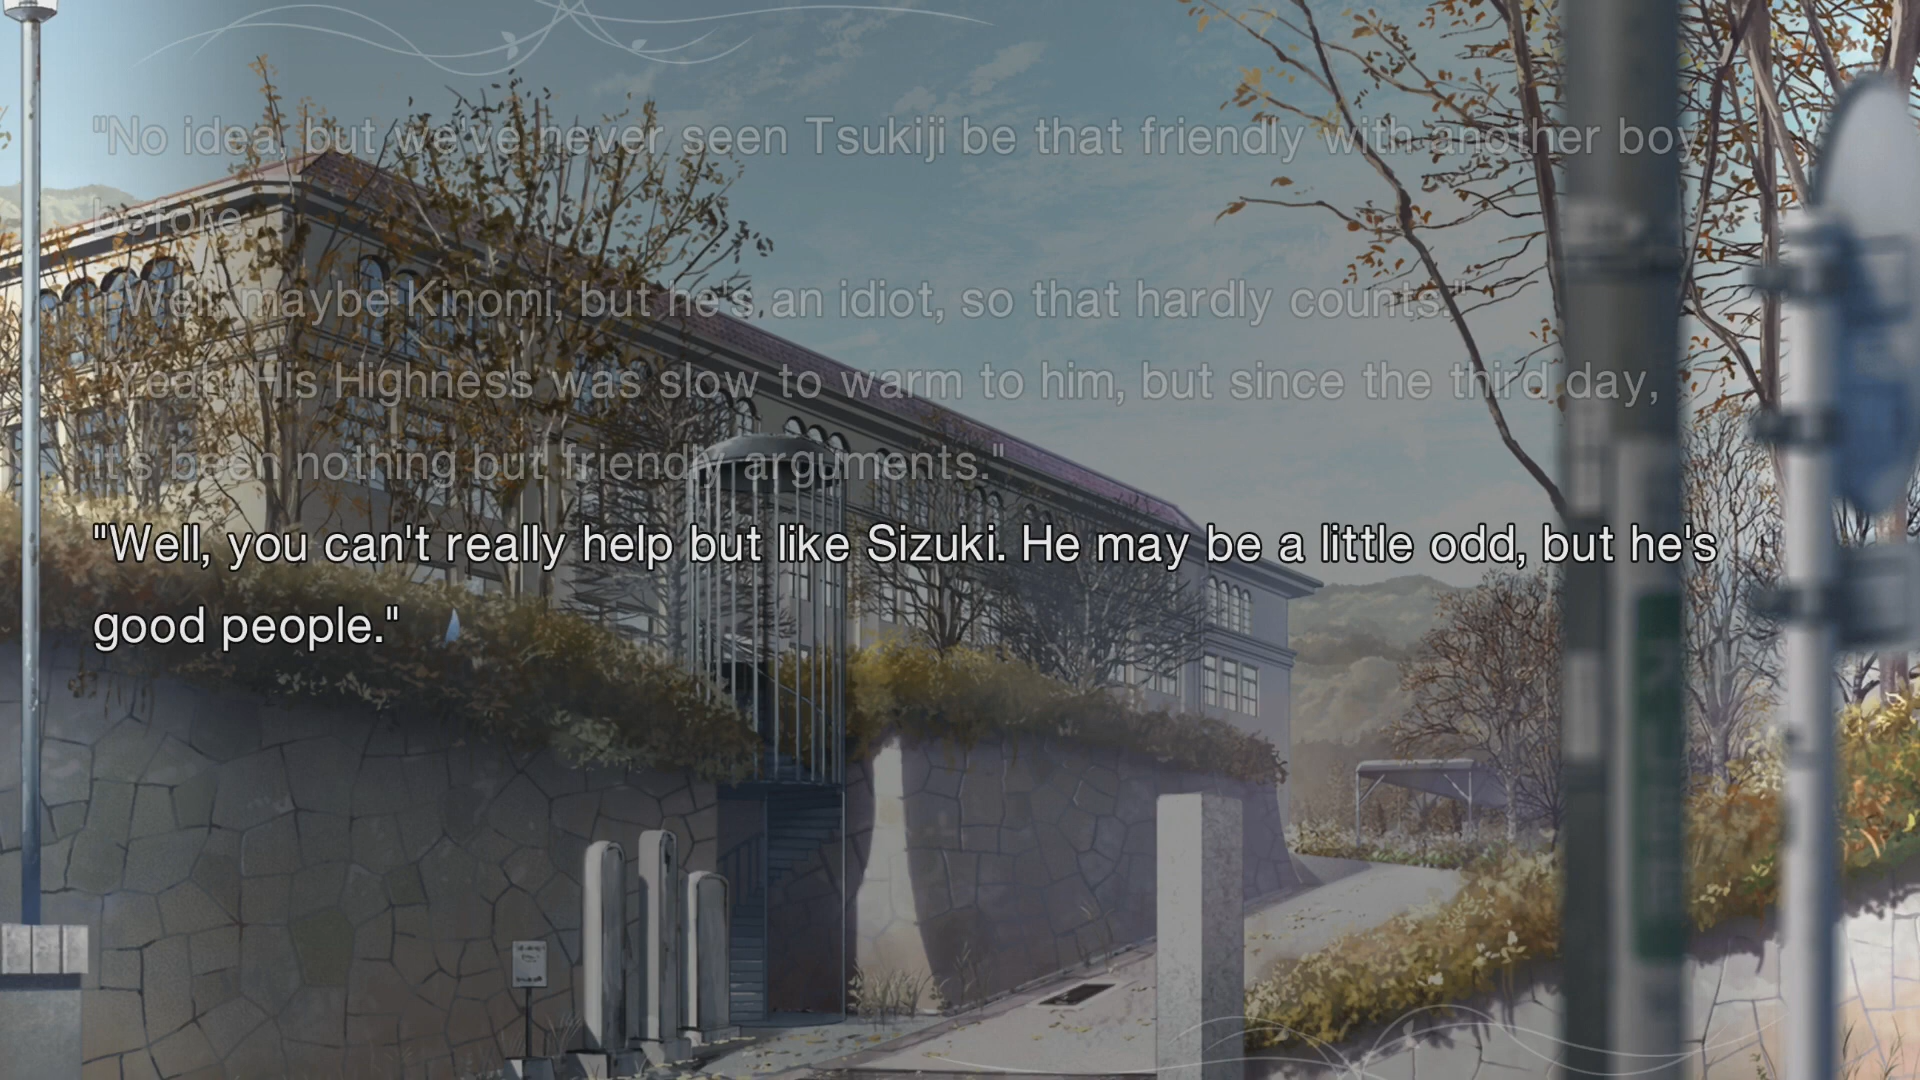 "No idea, but we've never seen Tsukiji be that friendly with another boy
before.
"Well, maybe Kinomi, but he's an idiot, so that hardly counts."
"Yeah, His Highness was slow to warm to him, but since the third day,
it's been nothing but friendly arguments."
"Well, you can't really help but like Sizuki. He may be a little odd, but he's
good people."